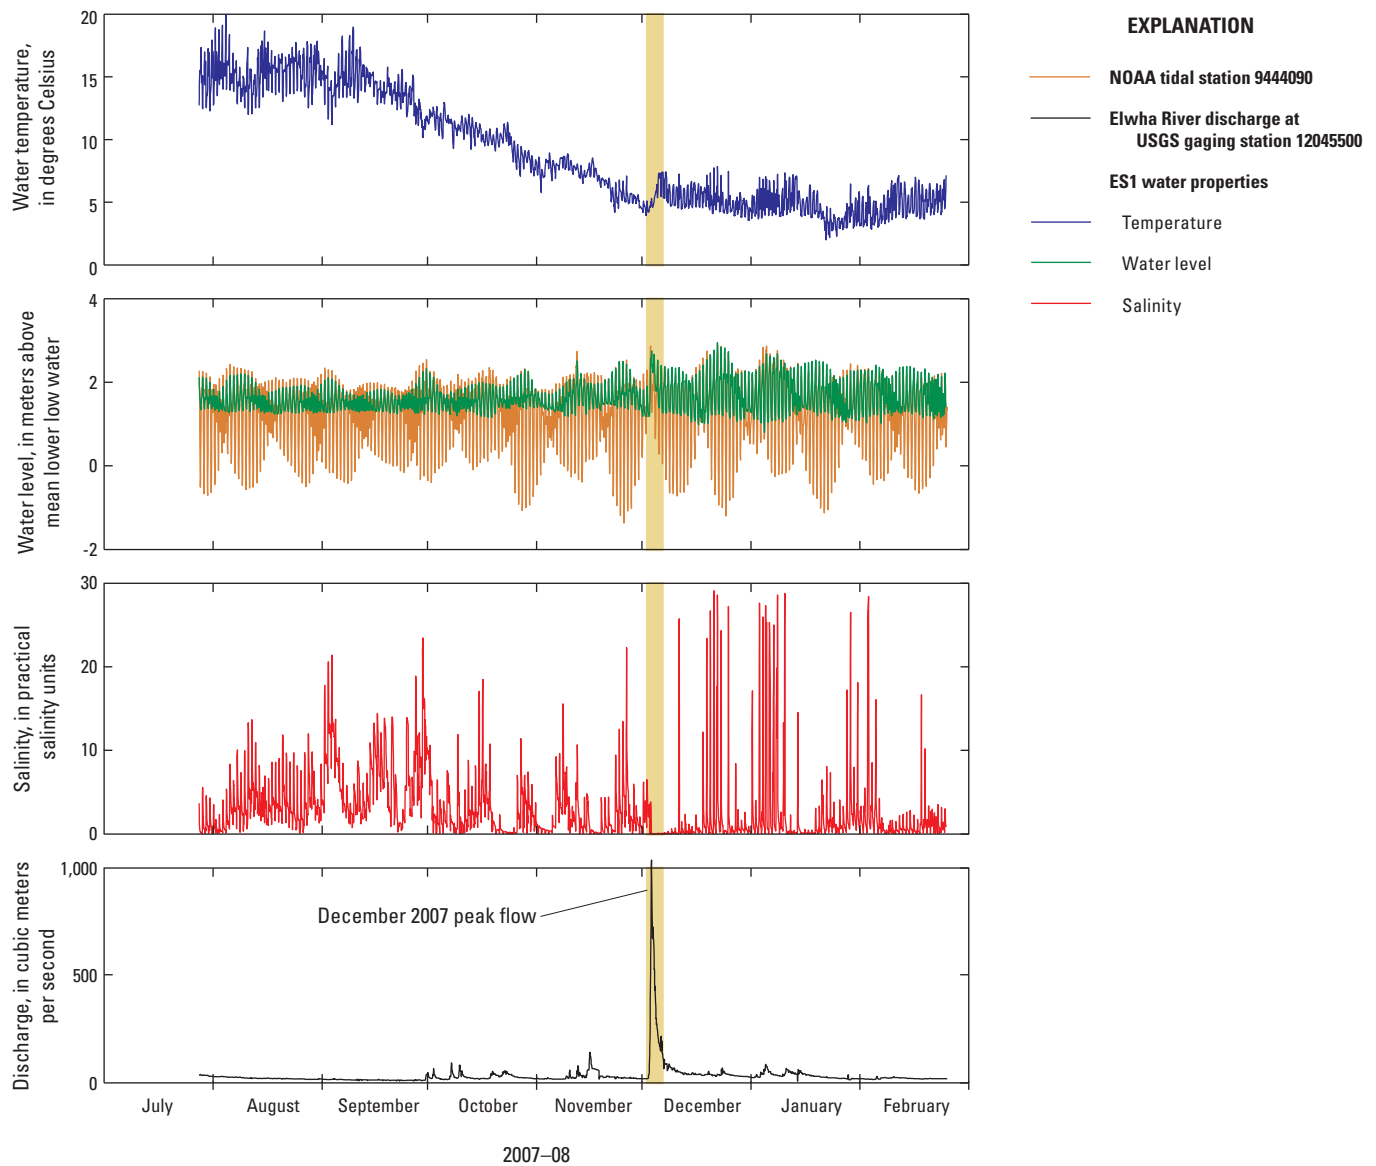 Water temperature,
in degrees Celsius
20
15
10
5
0
Water level, in meters above
mean lower low water
4
2
0
-2
Salinity, in practical
salinity units
30
20
10
0
Discharge, in cubic meters
per second
1,000
500
0
December 2007 peak flow
July
August
September
October
November
December
January
February
2007–08
EXPLANATION
NOAA tidal station 9444090
Elwha River discharge at
USGS gaging station 12045500
ES1 water properties
Temperature
Water level
Salinity